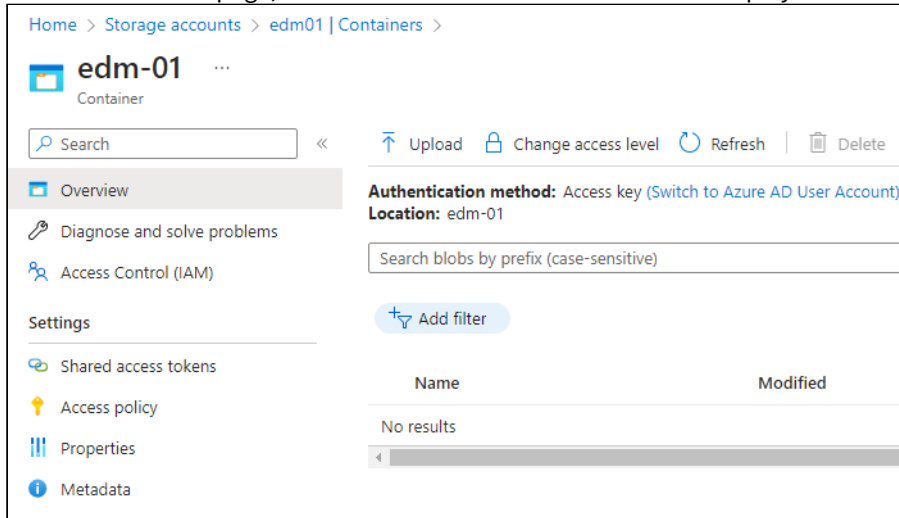 Home > Storage accounts > edm01 | Containers >
edm-01 ...
Container
Search «
Upload Change access level Refresh Delete
Overview
Authentication method: Access key (Switch to Azure AD User Account)
Location: edm-01
Diagnose and solve problems
Search blobs by prefix (case-sensitive)
Access Control (IAM)
Settings
Add filter
Shared access tokens
Name Modified
Access policy
No results
Properties
Metadata